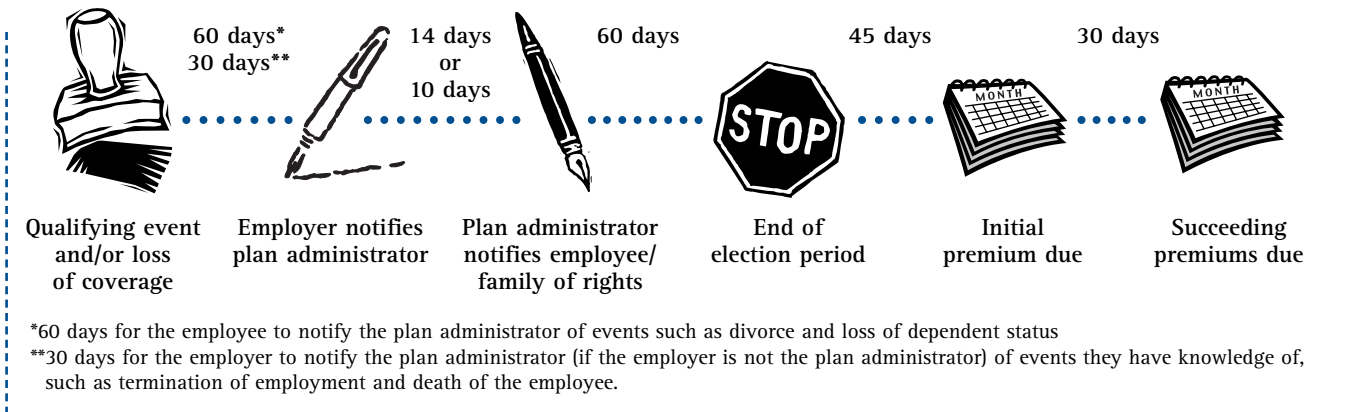 60 days*
30 days**
14 days
or
10 days
60 days
45 days
30 days
STOP
MONTH
MONTH
Qualifying event
and/or loss
of coverage
Employer notifies
plan administrator
Plan administrator
notifies employee/
family of rights
End of
election period
Initial
premium due
Succeeding
premiums due
*60 days for the employee to notify the plan administrator of events such as divorce and loss of dependent status
**30 days for the employer to notify the plan administrator (if the employer is not the plan administrator) of events they have knowledge of,
such as termination of employment and death of the employee.